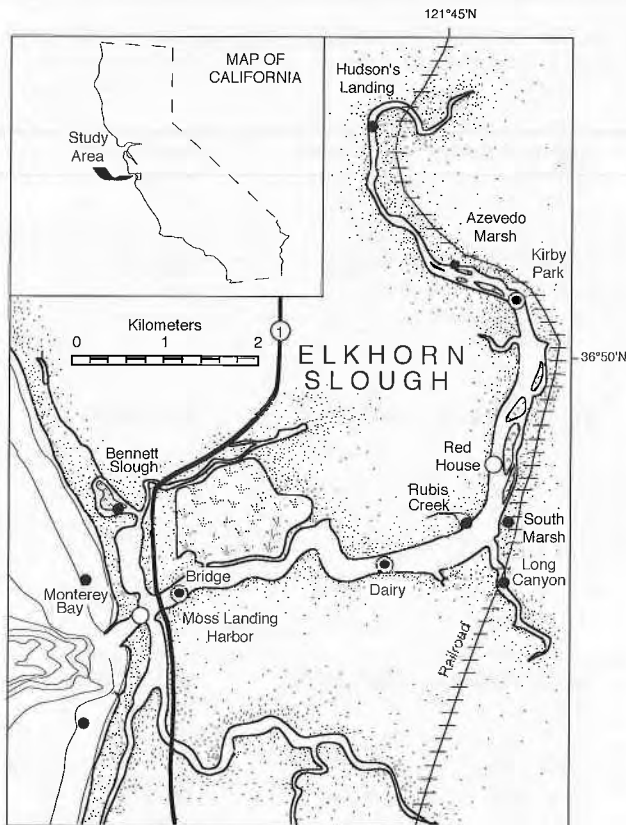 121°45'N
MAP OF
CALIFORNIA
Study
Area
Hudson's
Landing
Azevedo
Marsh
Kirby
Park
Kilometers
0 1 2
1
ELKHORN
SLOUGH
36°50'N
Bennett
Slough
Red
House
Rubis
Creek
South
Marsh
Long
Canyon
Bridge
Dairy
Monterey
Bay
Moss Landing
Harbor
Railroad